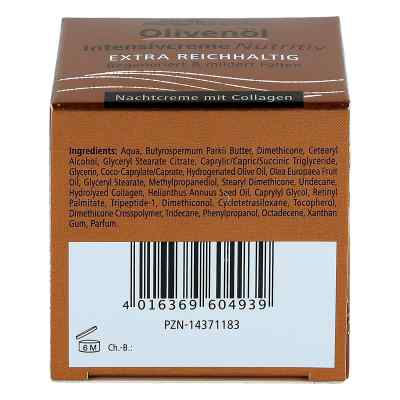 Olivenöl
Intensivcreme Nutritiv
EXTRA REICHHALTIG
regeneriert & mildert Falten
Nachtcreme mit Collagen
Ingredients: Aqua, Butyrospermum Parkii Butter, Dimethicone, Cetearyl
Alcohol, Glyceryl Stearate Citrate, Caprylic/Capric/Succinic Triglyceride,
Glycerin, Coco-Caprylate/Caprate, Hydrogenated Olive Oil, Olea Europaea Fruit
Oil, Glyceryl Stearate, Methylpropanediol, Stearyl Dimethicone, Undecane,
Hydrolyzed Collagen, Helianthus Annuus Seed Oil, Caprylyl Glycol, Retinyl
Palmitate, Tripeptide-1, Dimethiconol, Cyclotetrasiloxane, Tocopherol,
Dimethicone Crosspolymer, Tridecane, Phenylpropanol, Octadecene, Xanthan
Gum, Parfum.
4 016369 604939
PZN-14371183
6 M Ch.-B.: